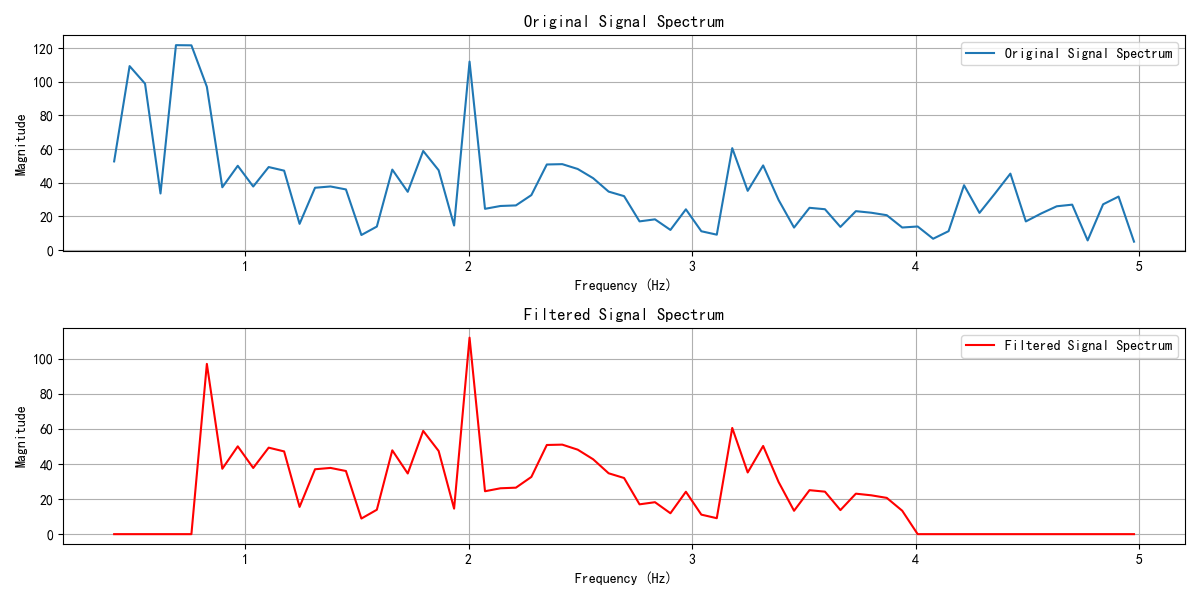 Original Signal Spectrum
Original Signal Spectrum
Magnitude
120
100
80
60
40
20
0
1
2
3
4
5
Frequency (Hz)
Filtered Signal Spectrum
Filtered Signal Spectrum
Magnitude
100
80
60
40
20
0
1
2
3
4
5
Frequency (Hz)